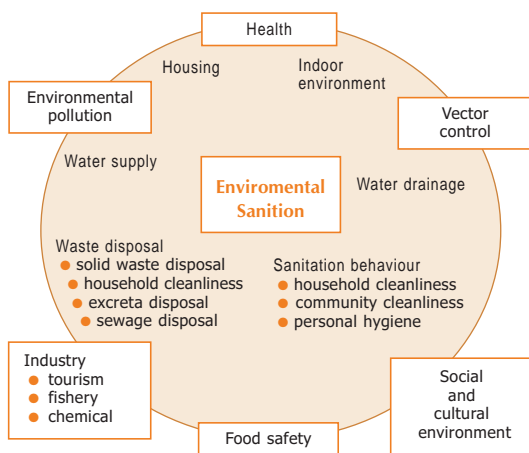 Health
Housing
Indoor
environment
Environmental
pollution
Vector
control
Water supply
Enviromental
Sanition
Water drainage
Waste disposal
● solid waste disposal
● household cleanliness
● excreta disposal
● sewage disposal
Sanitation behaviour
● household cleanliness
● community cleanliness
● personal hygiene
Industry
● tourism
● fishery
● chemical
Food safety
Social
and
cultural
environment